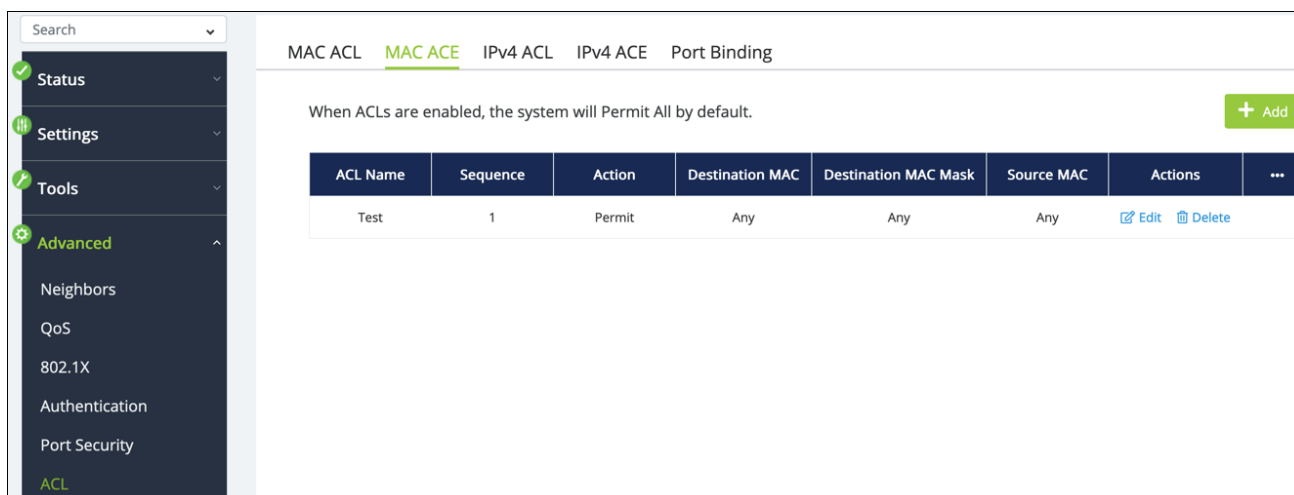 Search
Status
Settings
Tools
Advanced
Neighbors
QoS
802.1X
Authentication
Port Security
ACL
MAC ACL MAC ACE IPv4 ACL IPv4 ACE Port Binding
When ACLs are enabled, the system will Permit All by default.
+ Add
ACL Name Sequence Action Destination MAC Destination MAC Mask Source MAC Actions •••
Test 1 Permit Any Any Any Edit Delete